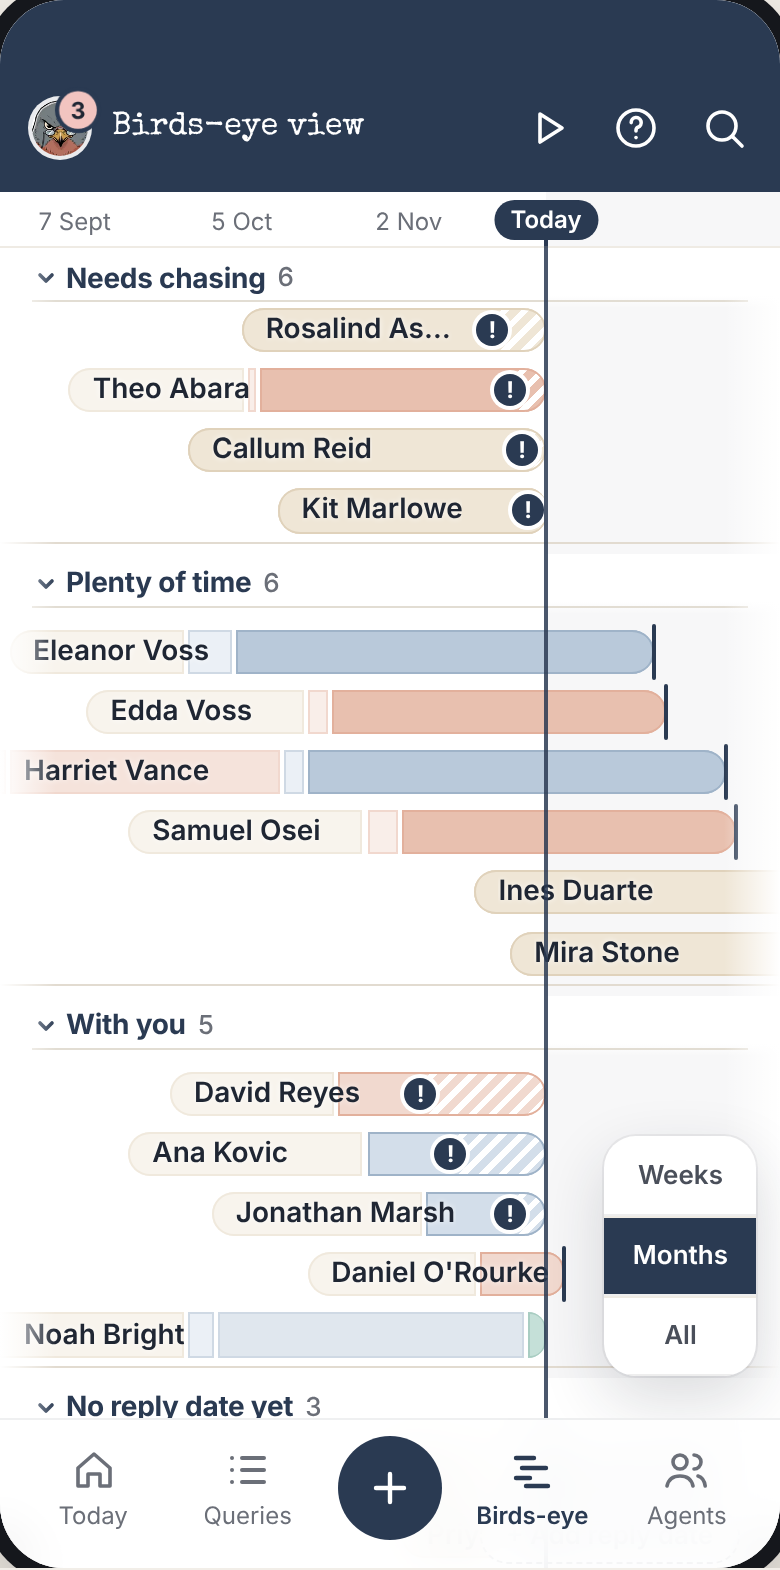 3
Birds-eye view
7 Sept 5 Oct 2 Nov Today
Needs chasing 6
Rosalind As... !
Theo Abara !
Callum Reid !
Kit Marlowe !
Plenty of time 6
Eleanor Voss
Edda Voss
Harriet Vance
Samuel Osei
Ines Duarte
Mira Stone
With you 5
David Reyes !
Ana Kovic !
Jonathan Marsh !
Daniel O'Rourke
Noah Bright
Weeks
Months
All
No reply date yet 3
Today Queries + Birds-eye Agents